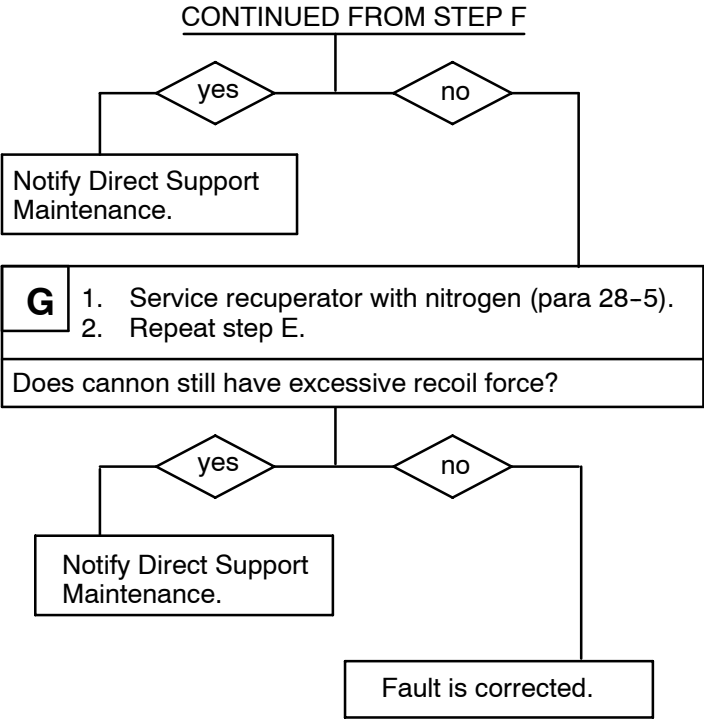 CONTINUED FROM STEP F
yes
no
Notify Direct Support
Maintenance.
G
1. Service recuperator with nitrogen (para 28-5).
2. Repeat step E.
Does cannon still have excessive recoil force?
yes
no
Notify Direct Support
Maintenance.
Fault is corrected.